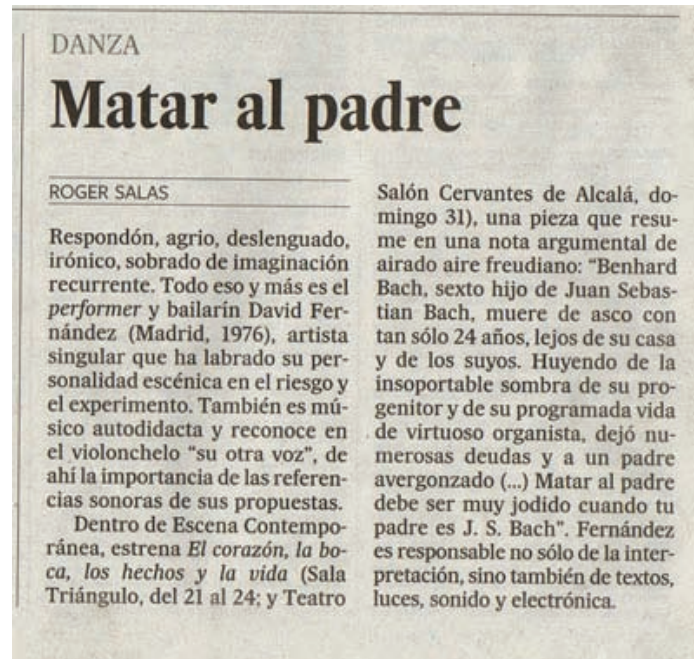 DANZA
Matar al padre
ROGER SALAS
Respondón, agrio, deslenguado,
irónico, sobrado de imaginación
recurrente. Todo eso y más es el
performer y bailarín David Fer-
nández (Madrid, 1976), artista
singular que ha labrado su per-
sonalidad escénica en el riesgo y
el experimento. También es mú-
sico autodidacta y reconoce en
el violonchelo “su otra voz”, de
ahí la importancia de las referen-
cias sonoras de sus propuestas.
Dentro de Escena Contempo-
ránea, estrena El corazón, la bo-
ca, los hechos y la vida (Sala
Triángulo, del 21 al 24; y Teatro
Salón Cervantes de Alcalá, do-
mingo 31), una pieza que resu-
me en una nota argumental de
airado aire freudiano: “Benhard
Bach, sexto hijo de Juan Sebas-
tian Bach, muere de asco con
tan sólo 24 años, lejos de su casa
y de los suyos. Huyendo de la
insoportable sombra de su pro-
genitor y de su programada vida
de virtuoso organista, dejó nu-
merosas deudas y a un padre
avergonzado (...) Matar al padre
debe ser muy jodido cuando tu
padre es J. S. Bach”. Fernández
es responsable no sólo de la inter-
pretación, sino también de textos,
luces, sonido y electrónica.